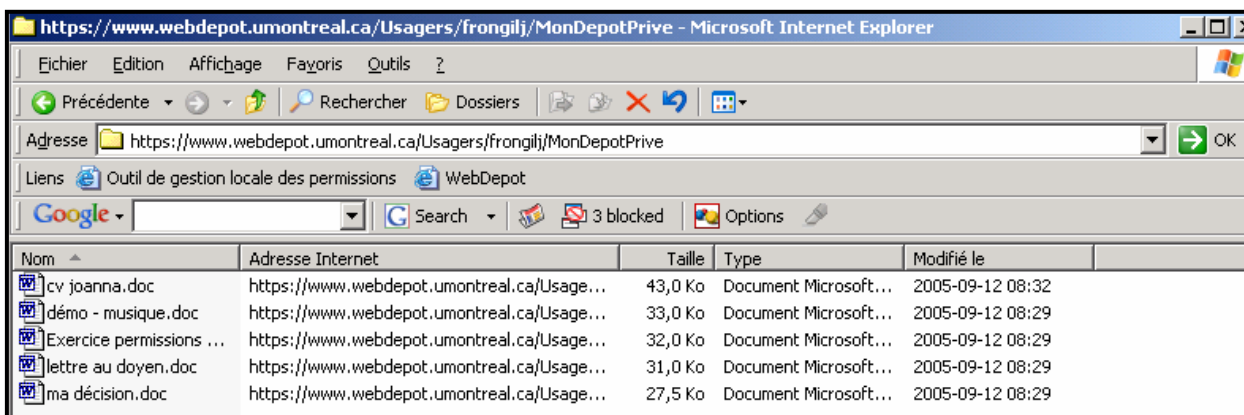 https://www.webdepot.umontreal.ca/Usagers/frongilj/MonDepotPrive - Microsoft Internet Explorer
Fichier Edition Affichage Favoris Outils ?
Précédente Rechercher Dossiers
Adresse https://www.webdepot.umontreal.ca/Usagers/frongilj/MonDepotPrive OK
Liens Outil de gestion locale des permissions WebDepot
Google G Search 3 blocked Options
Nom Adresse Internet Taille Type Modifié le
cv joanna.doc https://www.webdepot.umontreal.ca/Usage... 43,0 Ko Document Microsoft... 2005-09-12 08:32
démo - musique.doc https://www.webdepot.umontreal.ca/Usage... 33,0 Ko Document Microsoft... 2005-09-12 08:29
Exercice permissions ... https://www.webdepot.umontreal.ca/Usage... 32,0 Ko Document Microsoft... 2005-09-12 08:29
lettre au doyen.doc https://www.webdepot.umontreal.ca/Usage... 31,0 Ko Document Microsoft... 2005-09-12 08:29
ma décision.doc https://www.webdepot.umontreal.ca/Usage... 27,5 Ko Document Microsoft... 2005-09-12 08:29